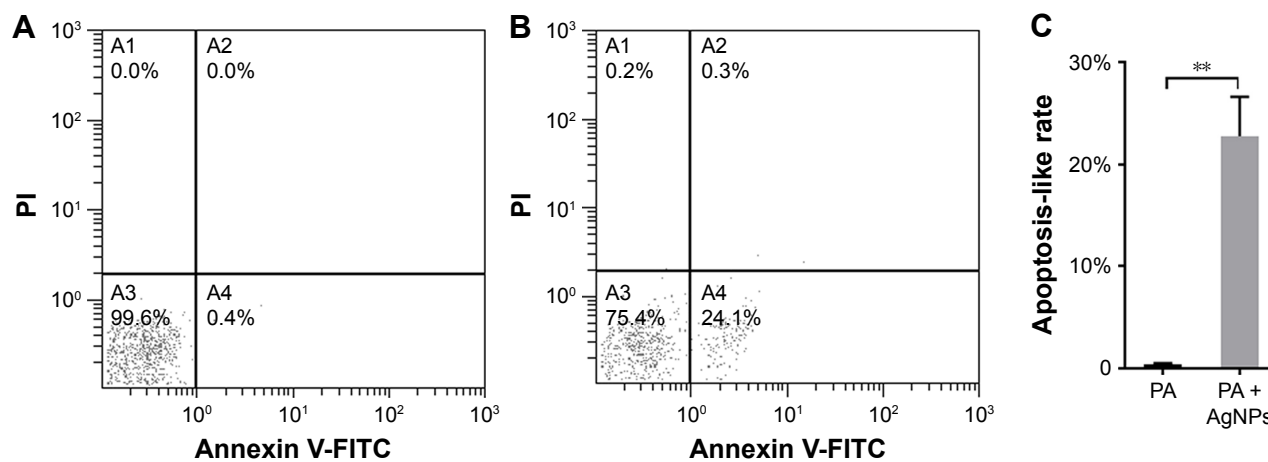 A
10³
10²
10¹
10⁰
PI
A1
0.0%
A2
0.0%
A3
99.6%
A4
0.4%
10⁰
10¹
10²
10³
Annexin V-FITC
B
10³
10²
10¹
10⁰
PI
A1
0.2%
A2
0.3%
A3
75.4%
A4
24.1%
10⁰
10¹
10²
10³
Annexin V-FITC
C
Apoptosis-like rate
30%
20%
10%
0
**
PA
PA +
AgNPs